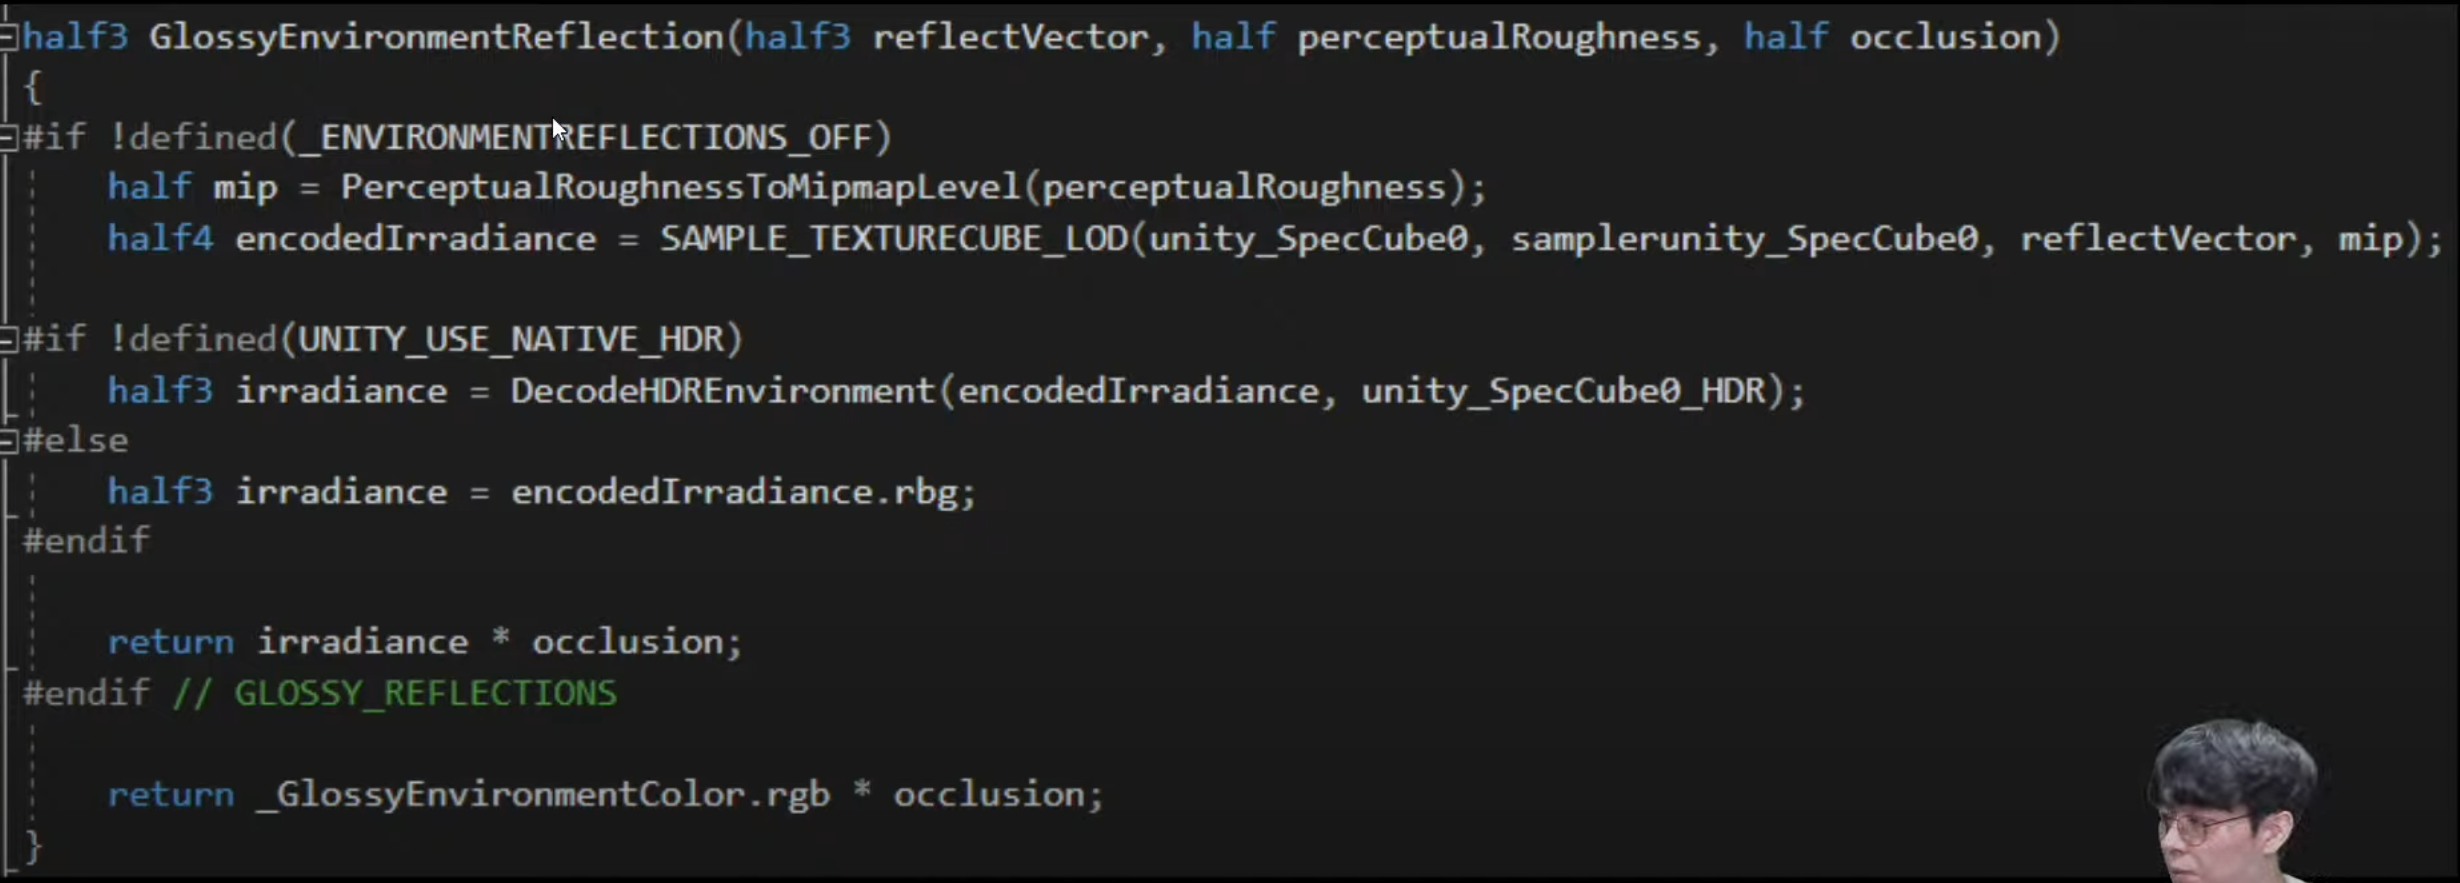 half3 GlossyEnvironmentReflection(half3 reflectVector, half perceptualRoughness, half occlusion)
{
#if !defined(_ENVIRONMENTREFLECTIONS_OFF)
half mip = PerceptualRoughnessToMipmapLevel(perceptualRoughness);
half4 encodedIrradiance = SAMPLE_TEXTURECUBE_LOD(unity_SpecCube0, samplerunity_SpecCube0, reflectVector, mip);
#if !defined(UNITY_USE_NATIVE_HDR)
half3 irradiance = DecodeHDREnvironment(encodedIrradiance, unity_SpecCube0_HDR);
#else
half3 irradiance = encodedIrradiance.rbg;
#endif
return irradiance * occlusion;
#endif // GLOSSY_REFLECTIONS
return _GlossyEnvironmentColor.rgb * occlusion;
}